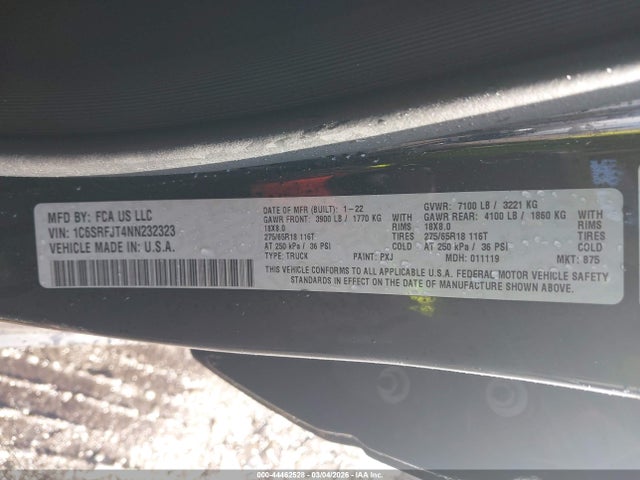 MFD BY: FCA US LLC
VIN: 1C6SRFJT4NN232323
VEHICLE MADE IN U.S.A.
DATE OF MFR (BUILT): 1-22
GAWR FRONT: 3900 LB / 1770 KG
18X8.0
275/65R18 116T
AT 250 kPa / 36 PSI
TYPE: TRUCK PAINT: PXJ
WITH
RIMS
TIRES
COLD
GVWR: 7100 LB / 3221 KG
GAWR REAR: 4100 LB / 1860 KG
18X8.0
275/65R18 116T
AT 250 kPa / 36 PSI
MDH: 011119 MKT: 875
WITH
RIMS
TIRES
COLD
THIS VEHICLE CONFORMS TO ALL APPLICABLE U.S.A. FEDERAL MOTOR VEHICLE SAFETY
STANDARDS IN EFFECT ON THE DATE OF MANUFACTURE SHOWN ABOVE.
000-44462528 - 03/04/2026 - IAA Inc.